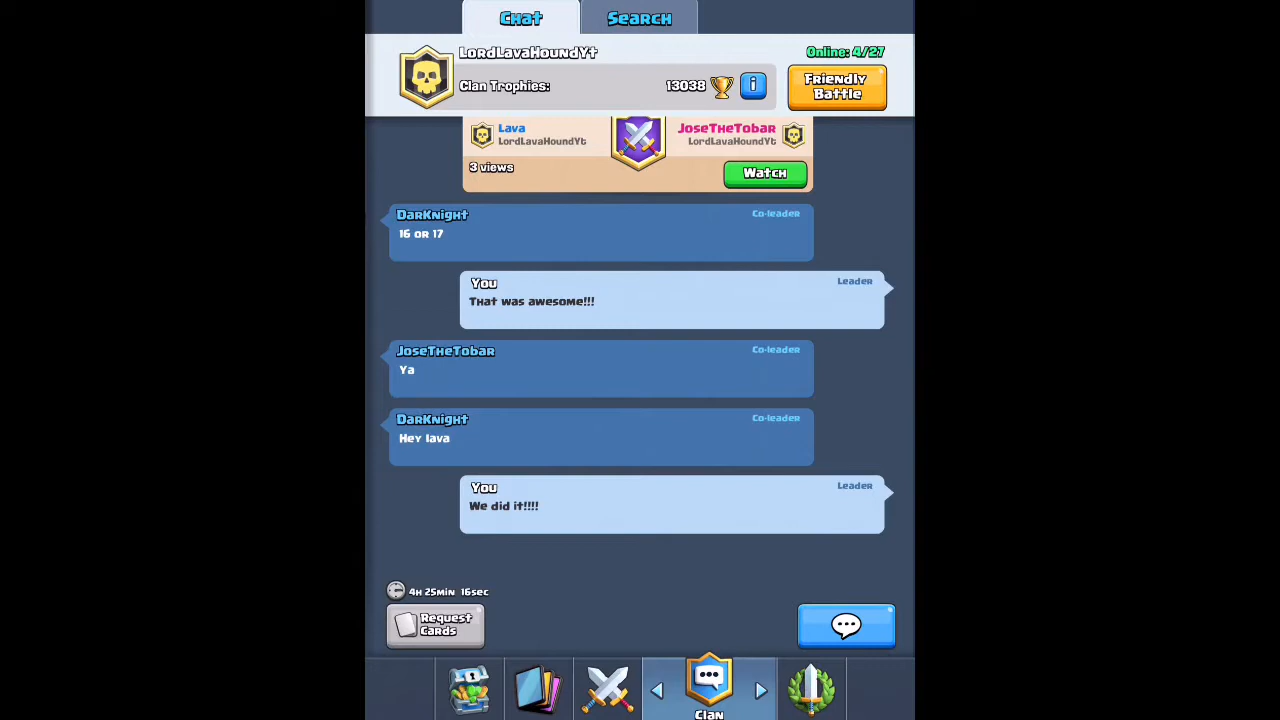 Chat
Search
LordLavaHoundYt
Online: 4/27
Clan Trophies:
13038
i
Friendly
Battle
Lava
LordLavaHoundYt
JoseTheTobar
LordLavaHoundYt
3 views
Watch
DarKnight
Co-leader
16 or 17
You
Leader
That was awesome!!!
JoseTheTobar
Co-leader
Ya
DarKnight
Co-leader
Hey lava
You
Leader
We did it!!!!
4h 25min 16sec
Request
Cards
Clan